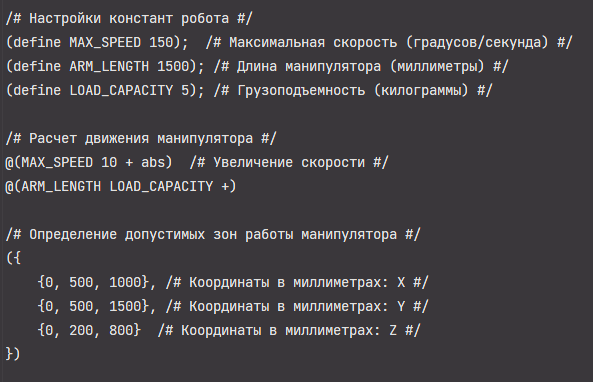 /# Настройки констант робота #/
(define MAX_SPEED 150);  /# Максимальная скорость (градусов/секунда) #/
(define ARM_LENGTH 1500); /# Длина манипулятора (миллиметры) #/
(define LOAD_CAPACITY 5); /# Грузоподъемность (килограммы) #/

/# Расчет движения манипулятора #/
@(MAX_SPEED 10 + abs)  /# Увеличение скорости #/
@(ARM_LENGTH LOAD_CAPACITY +)

/# Определение допустимых зон работы манипулятора #/
({
    {0, 500, 1000}, /# Координаты в миллиметрах: X #/
    {0, 500, 1500}, /# Координаты в миллиметрах: Y #/
    {0, 200, 800}  /# Координаты в миллиметрах: Z #/
})